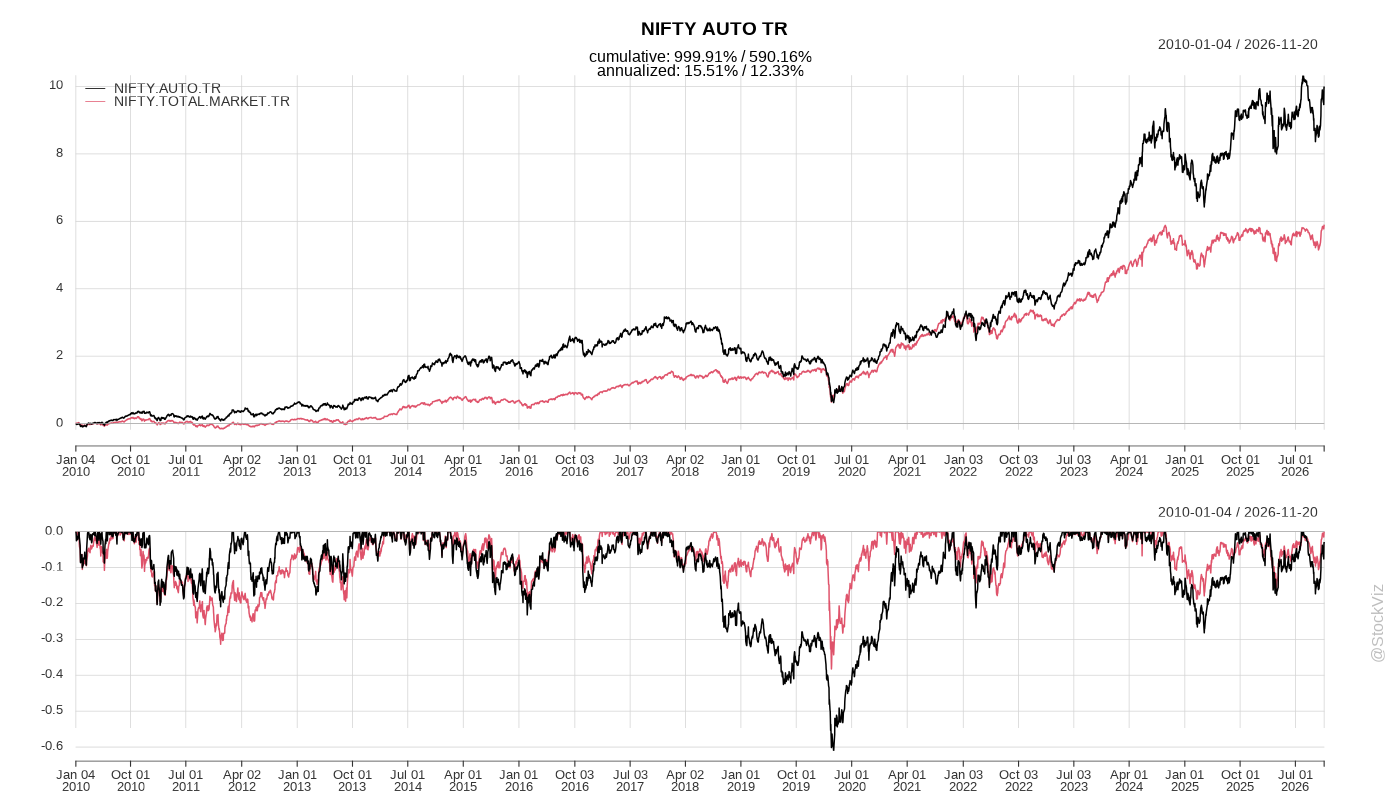 NIFTY AUTO TR
2010-01-04 / 2026-11-20
cumulative: 999.91% / 590.16%
annualized: 15.51% / 12.33%
NIFTY.AUTO.TR
NIFTY.TOTAL.MARKET.TR
10
8
6
4
2
0
Jan 04 Oct 01 Jul 01 Apr 02 Jan 01 Oct 01 Jul 01 Apr 01 Jan 01 Oct 03 Jul 03 Apr 02 Jan 01 Oct 01 Jul 01 Apr 01 Jan 03 Oct 03 Jul 03 Apr 01 Jan 01 Oct 01 Jul 01
2010 2010 2011 2012 2013 2013 2014 2015 2016 2016 2017 2018 2019 2019 2020 2021 2022 2022 2023 2024 2025 2025 2026
2010-01-04 / 2026-11-20
0.0
-0.1
-0.2
-0.3
-0.4
-0.5
-0.6
Jan 04 Oct 01 Jul 01 Apr 02 Jan 01 Oct 01 Jul 01 Apr 01 Jan 01 Oct 03 Jul 03 Apr 02 Jan 01 Oct 01 Jul 01 Apr 01 Jan 03 Oct 03 Jul 03 Apr 01 Jan 01 Oct 01 Jul 01
2010 2010 2011 2012 2013 2013 2014 2015 2016 2016 2017 2018 2019 2019 2020 2021 2022 2022 2023 2024 2025 2025 2026
@StockViz